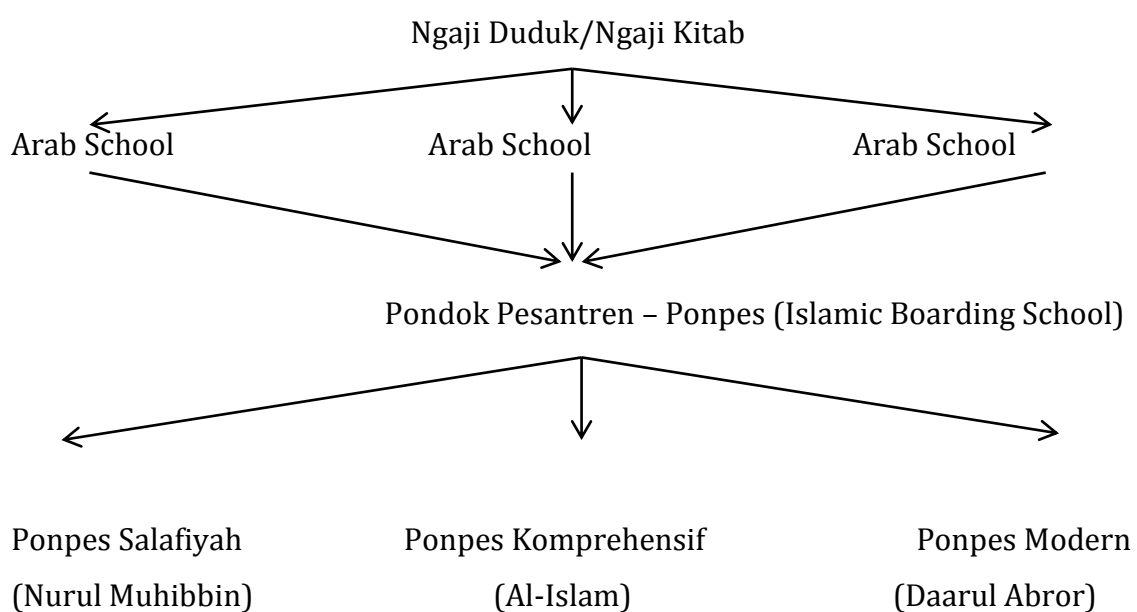 Ngaji Duduk/Ngaji Kitab
Arab School Arab School Arab School
Pondok Pesantren – Ponpes (Islamic Boarding School)
Ponpes Salafiyah Ponpes Komprehensif Ponpes Modern
(Nurul Muhibbin) (Al-Islam) (Daarul Abror)